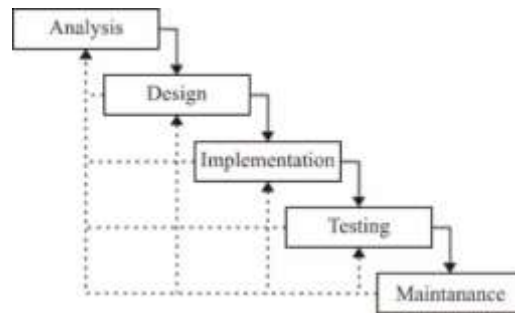 Analysis
Design
Implementation
Testing
Maintanance